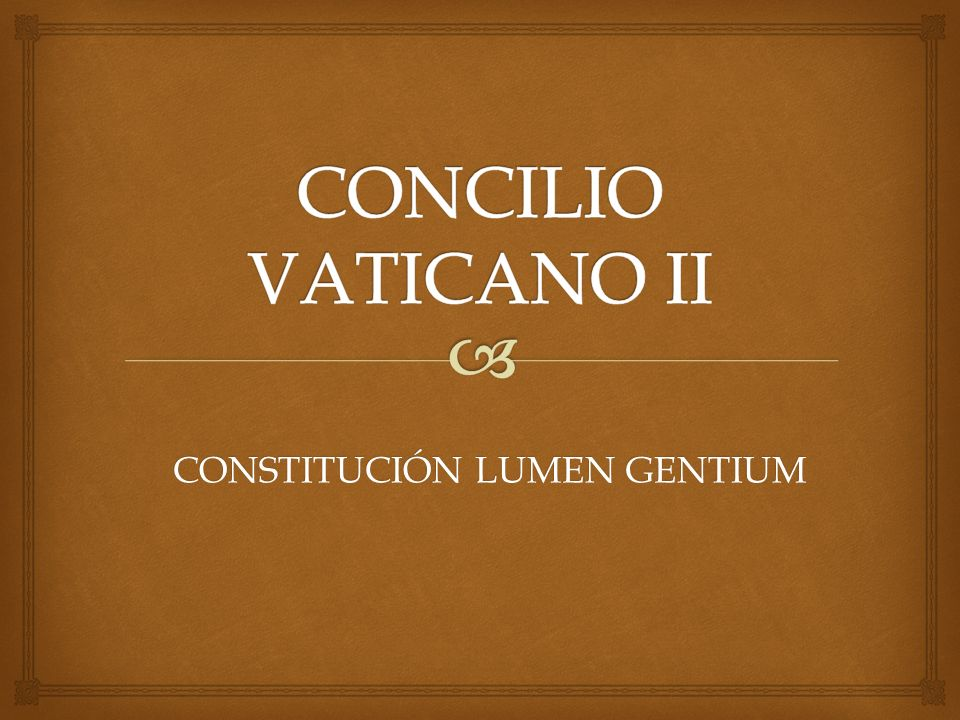 CONCILIO
VATICANO II
CONSTITUCIÓN LUMEN GENTIUM